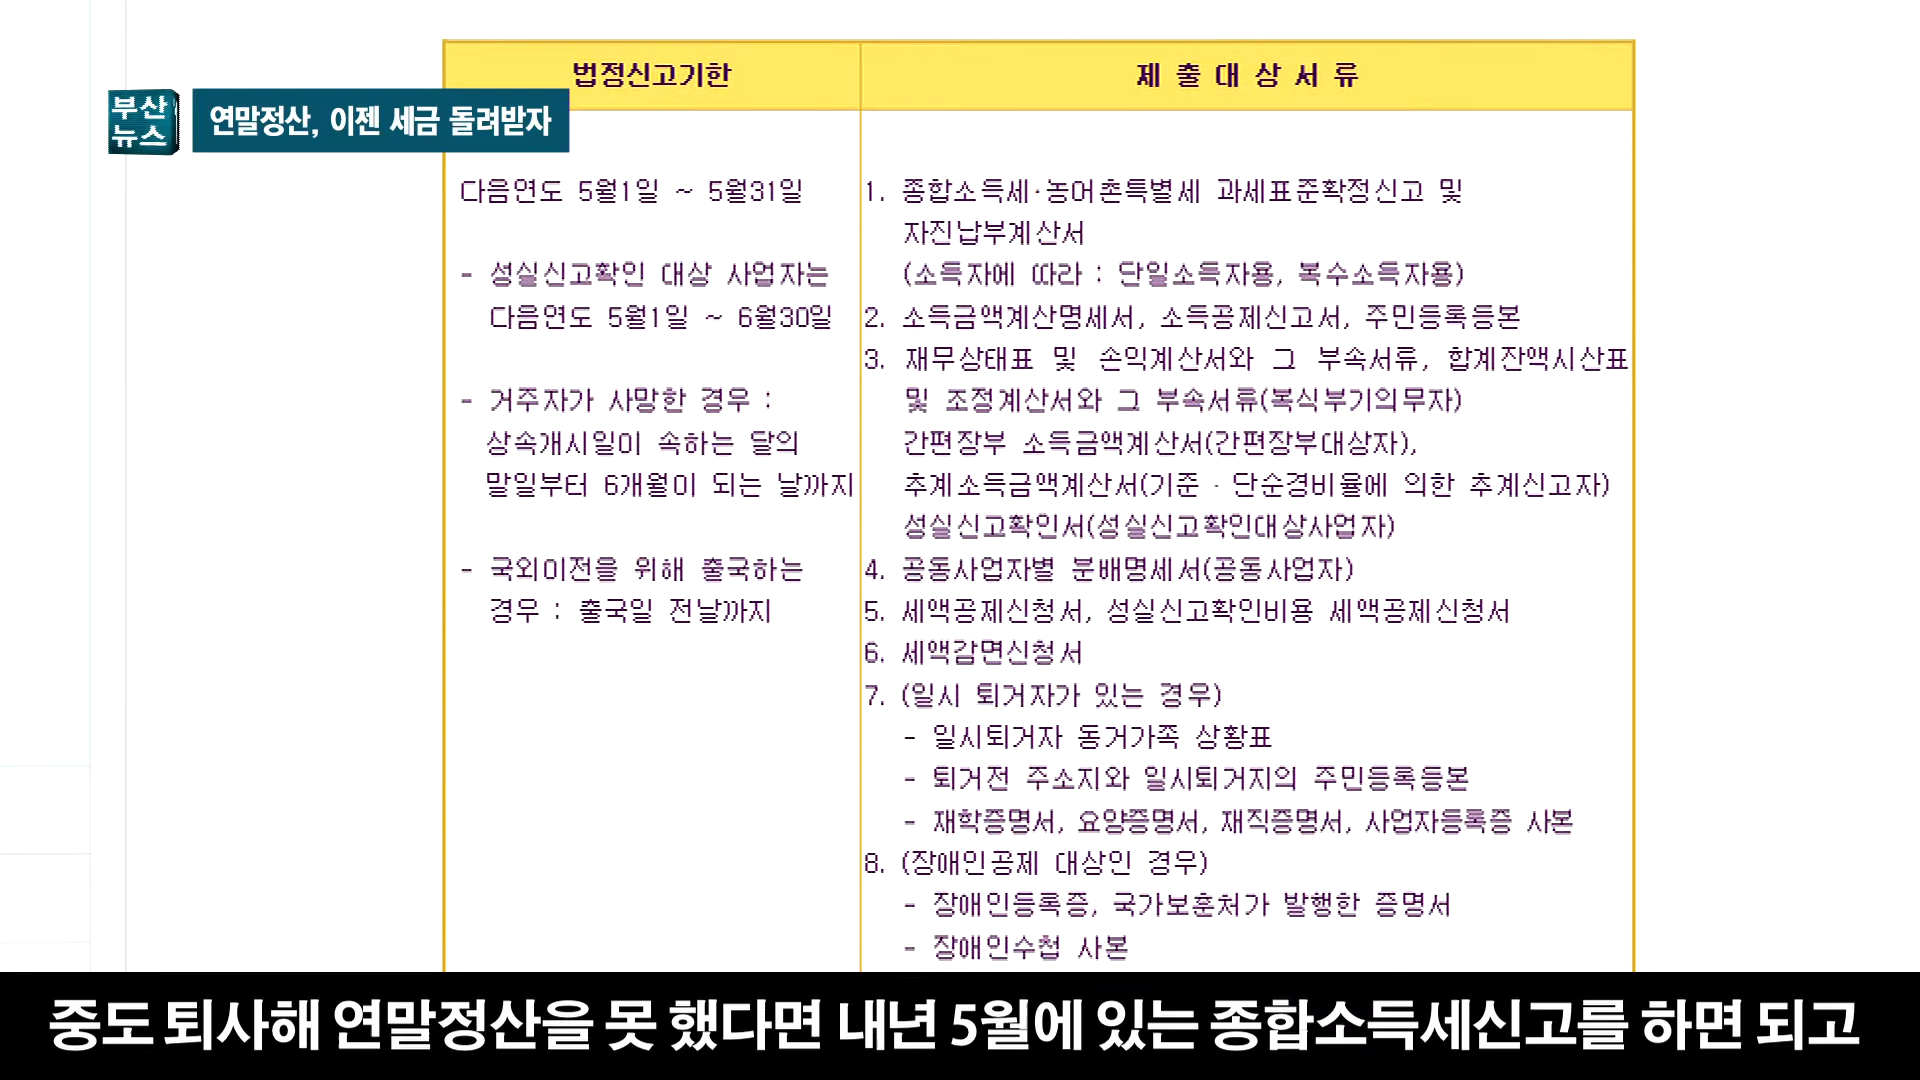 법정신고기한
제 출 대 상 서 류
부산
뉴스
연말정산, 이젠 세금 돌려받자
다음연도 5월1일 ~ 5월31일
- 성실신고확인 대상 사업자는
다음연도 5월1일 ~ 6월30일
- 거주자가 사망한 경우 :
상속개시일이 속하는 달의
말일부터 6개월이 되는 날까지
- 국외이전을 위해 출국하는
경우 : 출국일 전날까지
1. 종합소득세·농어촌특별세 과세표준확정신고 및
자진납부계산서
(소득자에 따라 : 단일소득자용, 복수소득자용)
2. 소득금액계산명세서, 소득공제신고서, 주민등록등본
3. 재무상태표 및 손익계산서와 그 부속서류, 합계잔액시산표
및 조정계산서와 그 부속서류(복식부기의무자)
간편장부 소득금액계산서(간편장부대상자),
추계소득금액계산서(기준 · 단순경비율에 의한 추계신고자)
성실신고확인서(성실신고확인대상사업자)
4. 공동사업자별 분배명세서(공동사업자)
5. 세액공제신청서, 성실신고확인비용 세액공제신청서
6. 세액감면신청서
7. (일시 퇴거자가 있는 경우)
- 일시퇴거자 동거가족 상황표
- 퇴거전 주소지와 일시퇴거지의 주민등록등본
- 재학증명서, 요양증명서, 재직증명서, 사업자등록증 사본
8. (장애인공제 대상인 경우)
- 장애인등록증, 국가보훈처가 발행한 증명서
- 장애인수첩 사본
중도 퇴사해 연말정산을 못 했다면 내년 5월에 있는 종합소득세신고를 하면 되고